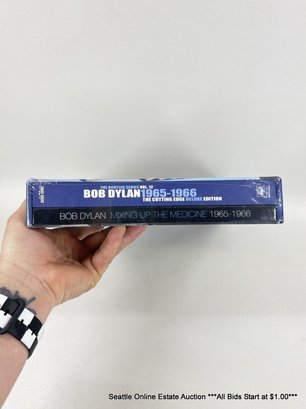 THE BOOTLEG SERIES VOL. 12
BOB DYLAN 1965-1966
THE CUTTING EDGE DELUXE EDITION
BOB DYLAN MIXING UP THE MEDICINE 1965-1966
Seattle Online Estate Auction ***All Bids Start at $1.00***